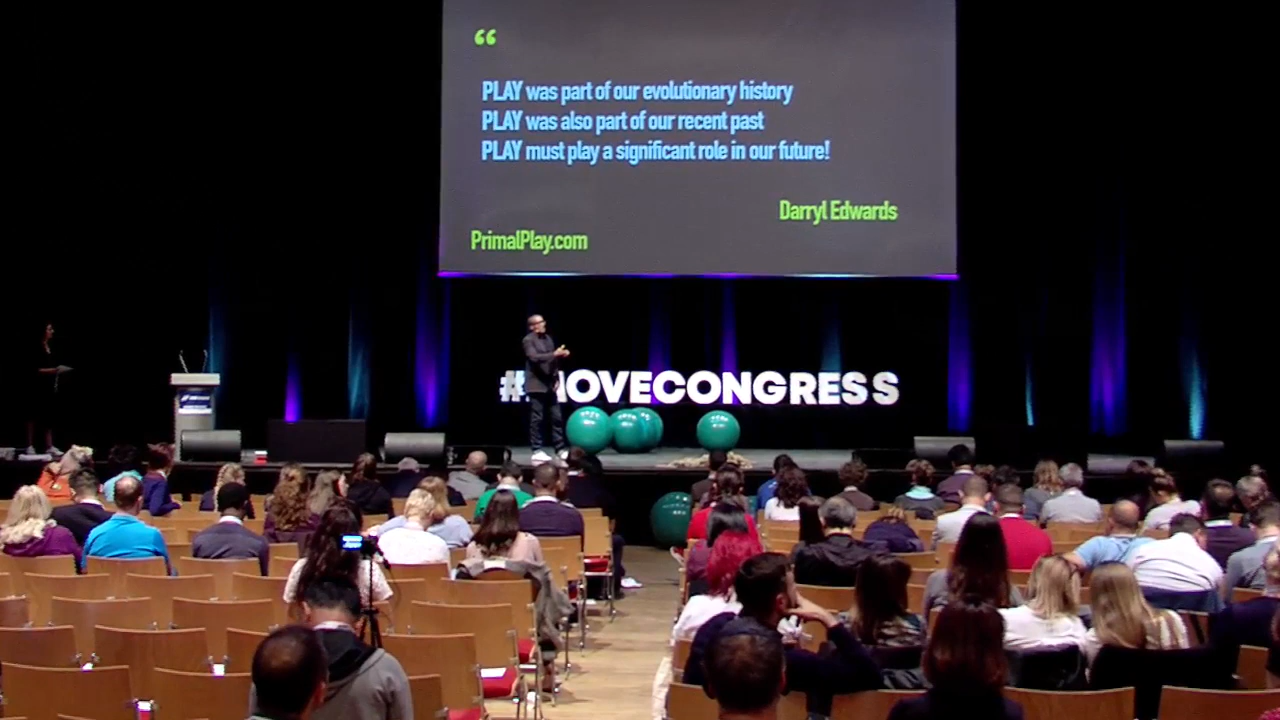 “
PLAY was part of our evolutionary history
PLAY was also part of our recent past
PLAY must play a significant role in our future!
Darryl Edwards
PrimalPlay.com
#MOVECONGRESS